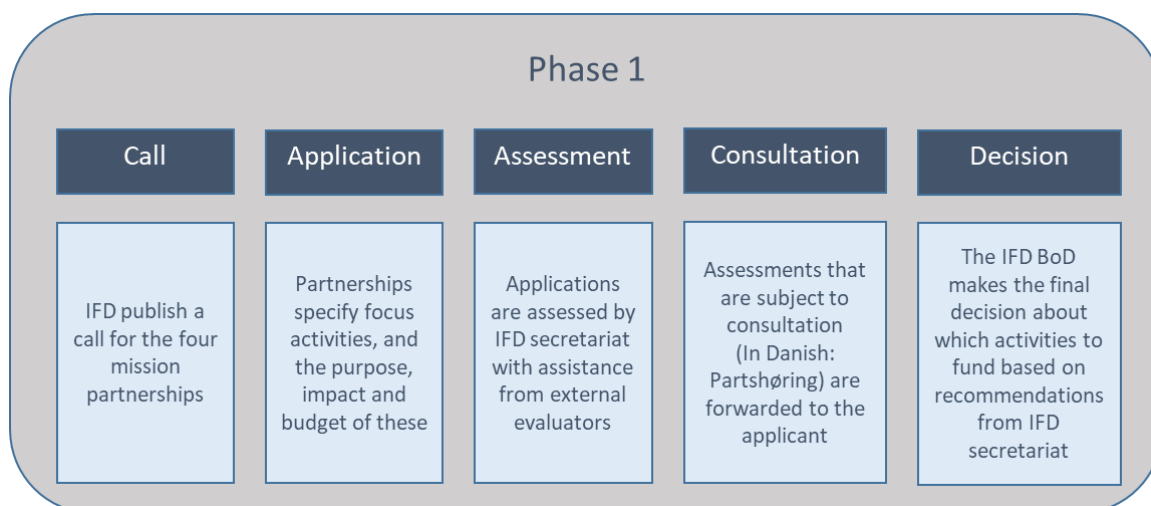 Phase 1
Call
IFD publish a
call for the four
mission
partnerships
Application
Partnerships
specify focus
activities, and
the purpose,
impact and
budget of these
Assessment
Applications
are assessed by
IFD secretariat
with assistance
from external
evaluators
Consultation
Assessments that
are subject to
consultation
(In Danish:
Partshøring) are
forwarded to the
applicant
Decision
The IFD BoD
makes the final
decision about
which activities to
fund based on
recommendations
from IFD
secretariat